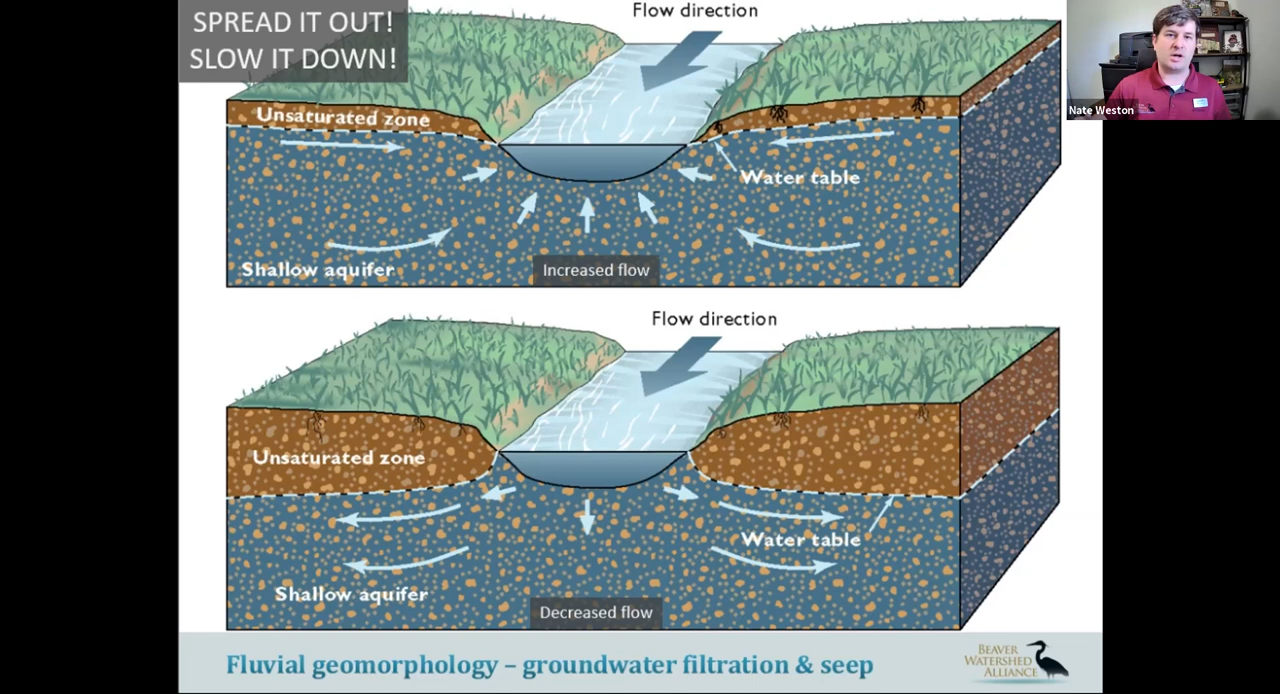 SPREAD IT OUT!
SLOW IT DOWN!
Flow direction
Nate Weston
Unsaturated zone
Water table
Shallow aquifer
Increased flow
Flow direction
Unsaturated zone
Water table
Shallow aquifer
Decreased flow
Fluvial geomorphology – groundwater filtration & seep
BEAVER
WATERSHED
ALLIANCE